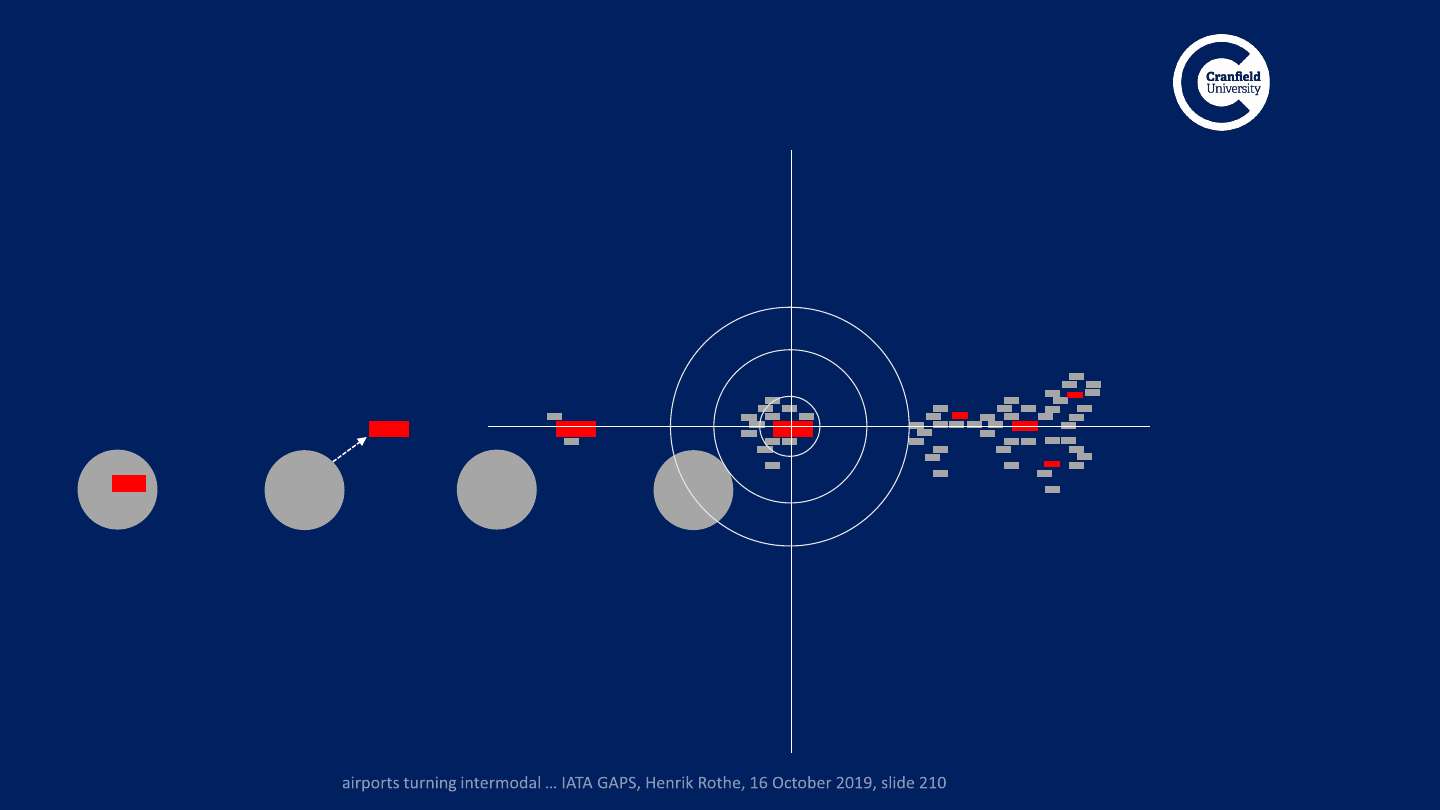 Cranfield
University
airports turning intermodal … IATA GAPS, Henrik Rothe, 16 October 2019, slide 210